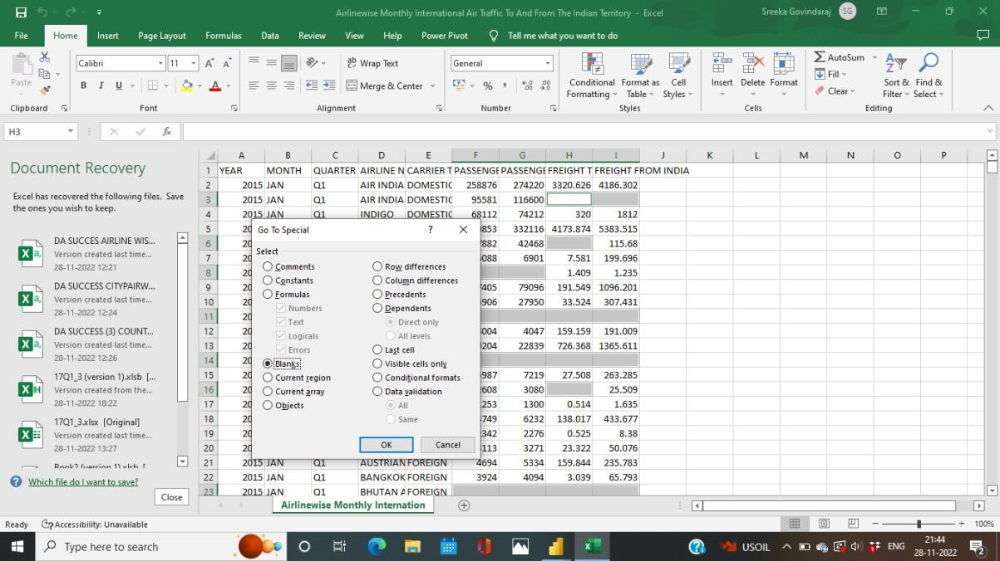 Airlinewise Monthly International Air Traffic To And From The Indian Territory - Excel
Sreeka Govindaraj SG
File Home Insert Page Layout Formulas Data Review View Help Power Pivot Tell me what you want to do
Paste
Clipboard
Calibri 11
B I U
Font
Wrap Text
Merge & Center
Alignment
General
Number
Conditional Formatting
Format as Table
Cell Styles
Styles
Insert Delete Format
Cells
AutoSum
Fill
Clear
Sort & Filter
Find & Select
Editing
H3 fx
Document Recovery
Excel has recovered the following files. Save
the ones you wish to keep.
DA SUCCES AIRLINE WIS...
Version created last time...
28-11-2022 12:21
DA SUCCESS CITYPAIRW...
Version created last time...
28-11-2022 12:24
DA SUCCESS (3) COUNT...
Version created last time...
28-11-2022 12:26
17Q1_3 (version 1).xlsb [...
Version created from the...
28-11-2022 18:22
17Q1_3.xlsx [Original]
Version created last time...
28-11-2022 13:27
Which file do I want to save?
Close
A B C D E F G H I J K L M N O P
1 YEAR MONTH QUARTER AIRLINE N CARRIER T PASSENGE PASSENGE FREIGHT T FREIGHT FROM INDIA
2 2015 JAN Q1 AIR INDIA DOMESTIC 258876 274220 3320.626 4186.302
3 2015 JAN Q1 AIR INDIA DOMESTIC 95581 116600
4 2015 JAN Q1 INDIGO DOMESTIC 68112 74212 320 1812
5 20 853 332116 4173.874 5383.515
6 20 882 42468 115.68
7 20 088 6901 7.581 199.696
8 20 1.409 1.235
9 20 405 79096 191.549 1096.201
10 20 906 27950 33.524 307.431
11 20
12 20 004 4047 159.159 191.009
13 20 204 22839 726.368 1365.611
14 20
15 20 987 7219 27.508 263.285
16 20 608 3080 25.509
17 20 253 1300 0.514 1.635
18 20 749 6232 138.017 433.677
19 20 342 2276 0.525 8.38
20 20 113 3271 23.322 50.076
21 2015 JAN Q1 AUSTRIAN FOREIGN 4694 5334 159.844 235.783
22 2015 JAN Q1 BANGKOK FOREIGN 3924 4094 3.039 65.793
23 2015 JAN Q1 BHUTAN A FOREIGN
Go To Special ?
Select
Comments
Constants
Formulas
Numbers
Text
Logicals
Errors
Blanks
Current region
Current array
Objects
Row differences
Column differences
Precedents
Dependents
Direct only
All levels
Last cell
Visible cells only
Conditional formats
Data validation
All
Same
OK Cancel
Airlinewise Monthly Internation
Ready Accessibility: Unavailable 100%
Type here to search
USOIL ENG 21:44
28-11-2022 2